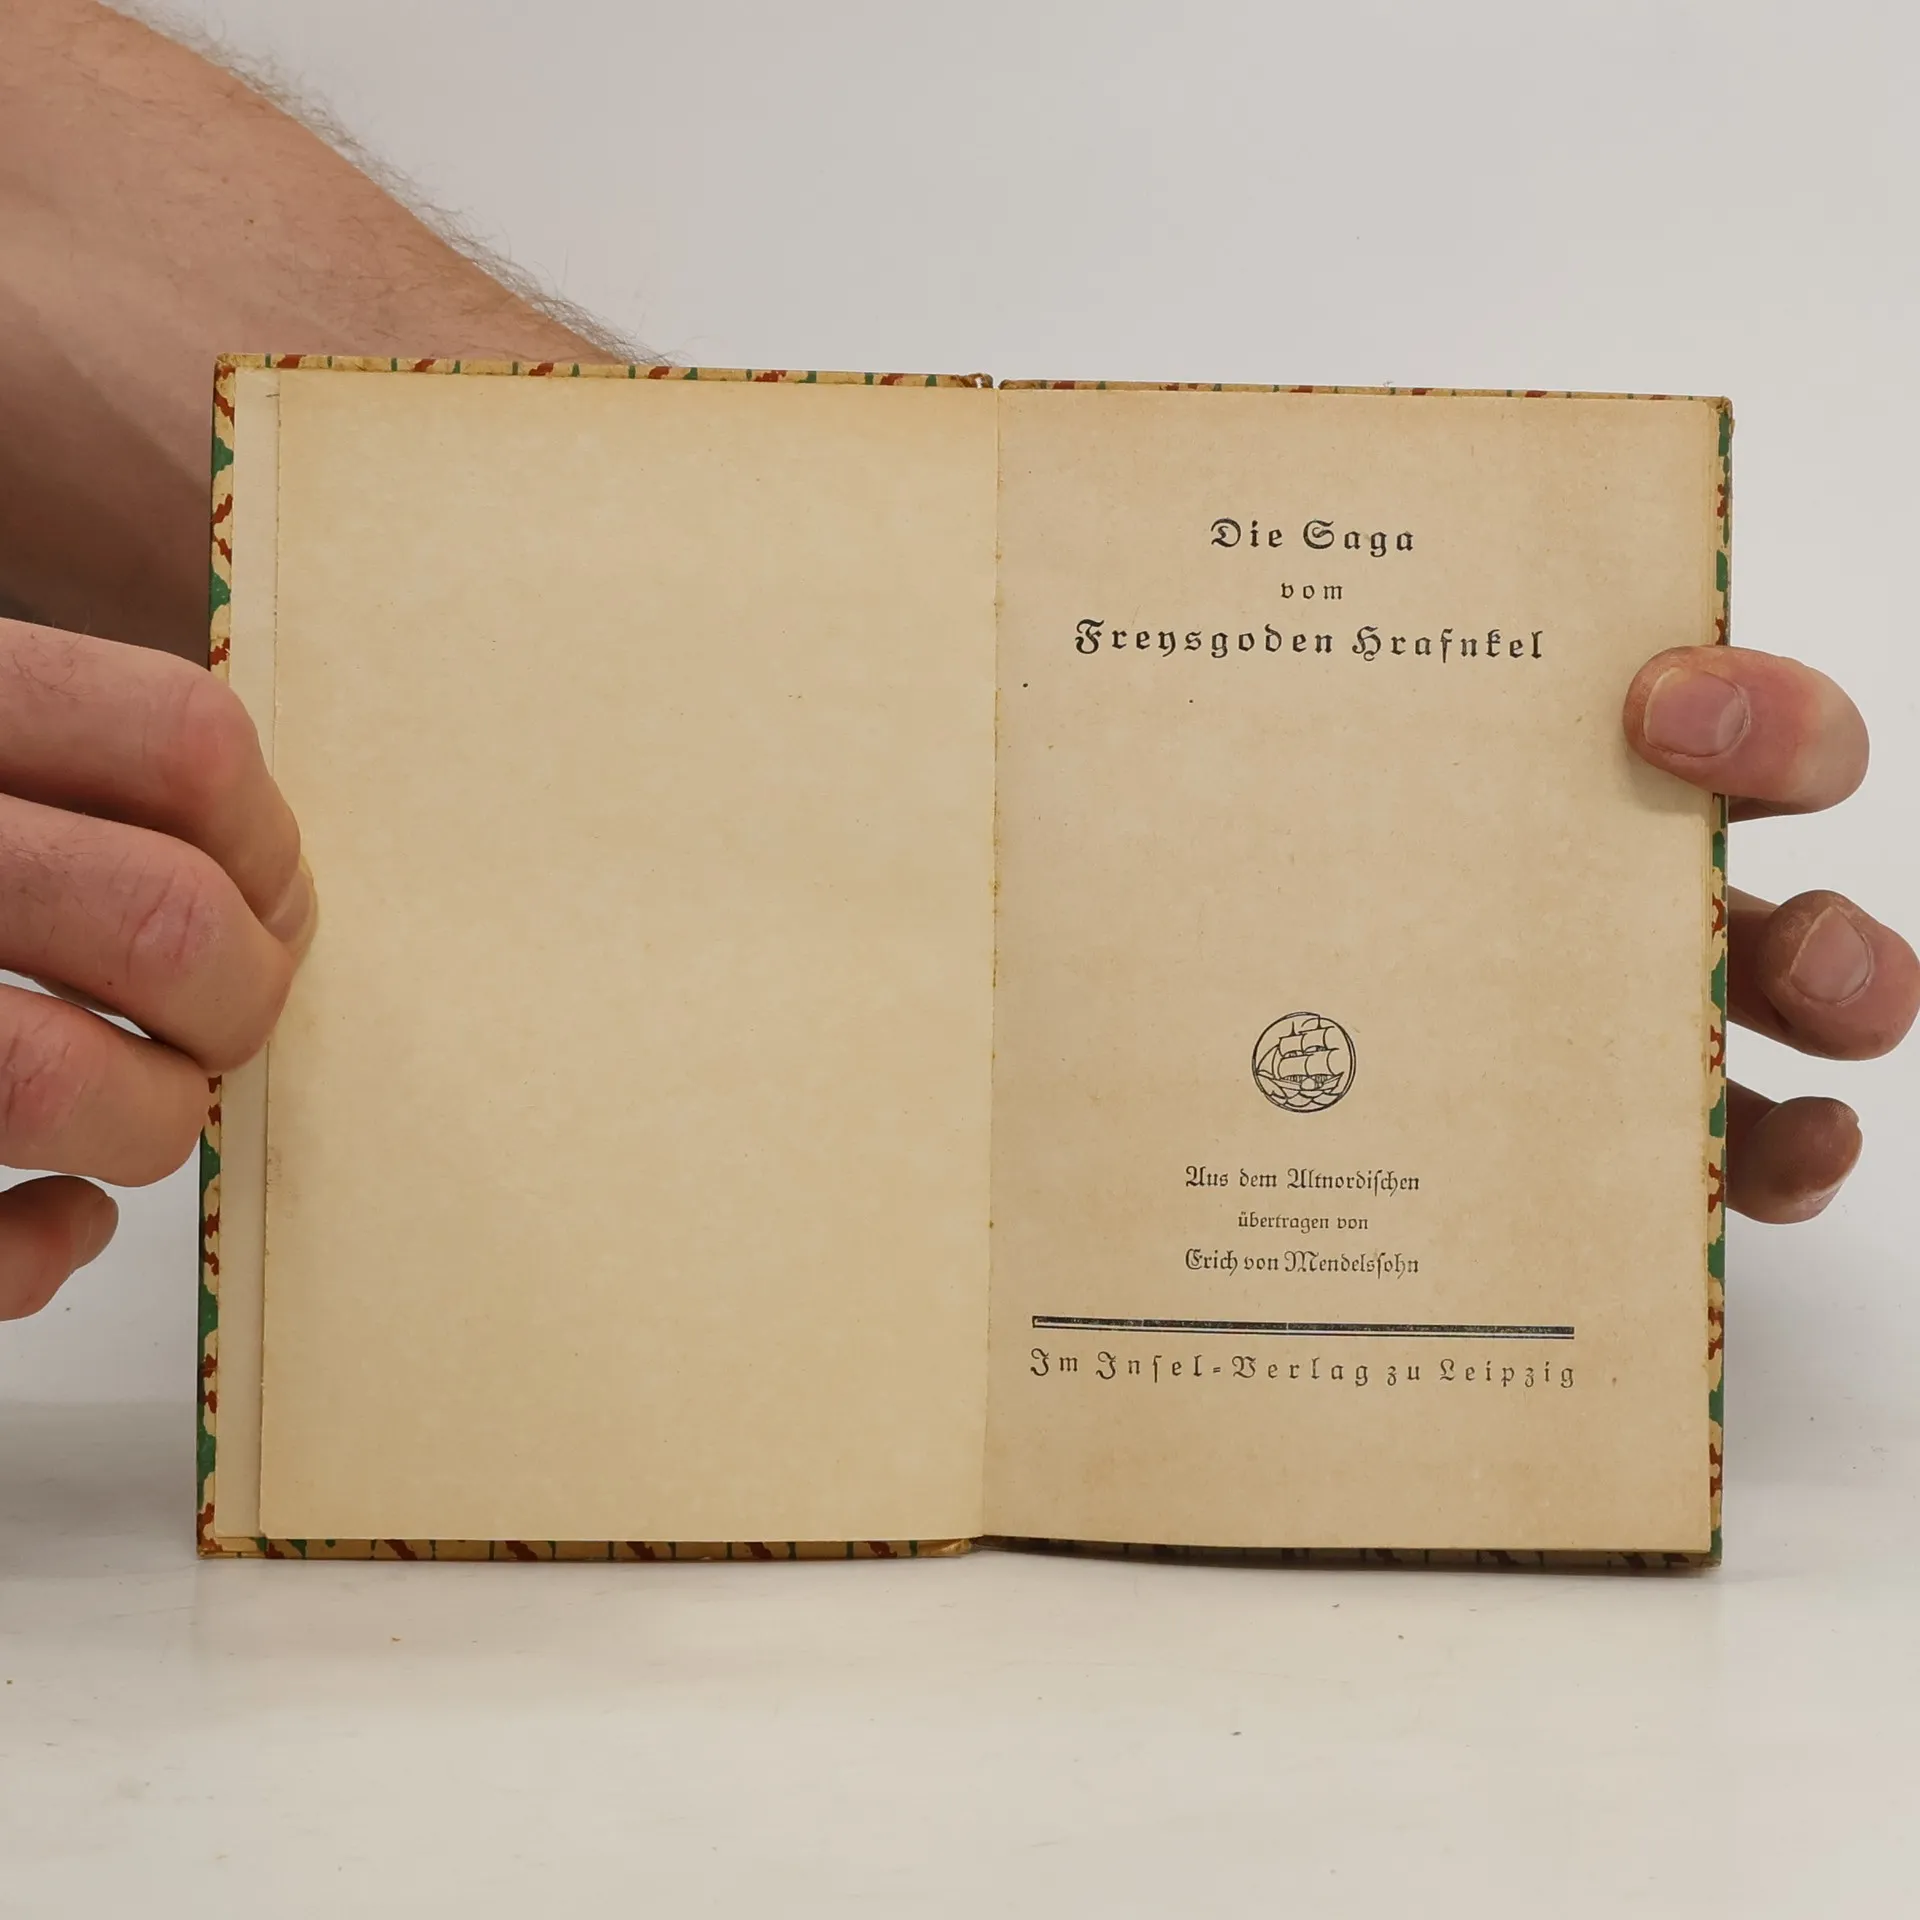 Die Saga
vom
Freysgoden Hrafnkel
Aus dem Altnordischen
übertragen von
Erich von Mendelssohn
Im Insel-Verlag zu Leipzig